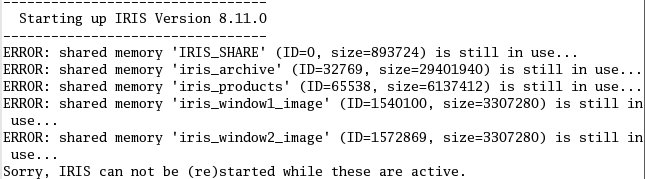 ---------------------------------
Starting up IRIS Version 8.11.0
---------------------------------
ERROR: shared memory 'IRIS_SHARE' (ID=0, size=893724) is still in use...
ERROR: shared memory 'iris_archive' (ID=32769, size=29401940) is still in use...
ERROR: shared memory 'iris_products' (ID=65538, size=6137412) is still in use...
ERROR: shared memory 'iris_window1_image' (ID=1540100, size=3307280) is still in
use...
ERROR: shared memory 'iris_window2_image' (ID=1572869, size=3307280) is still in
use...
Sorry, IRIS can not be (re)started while these are active.